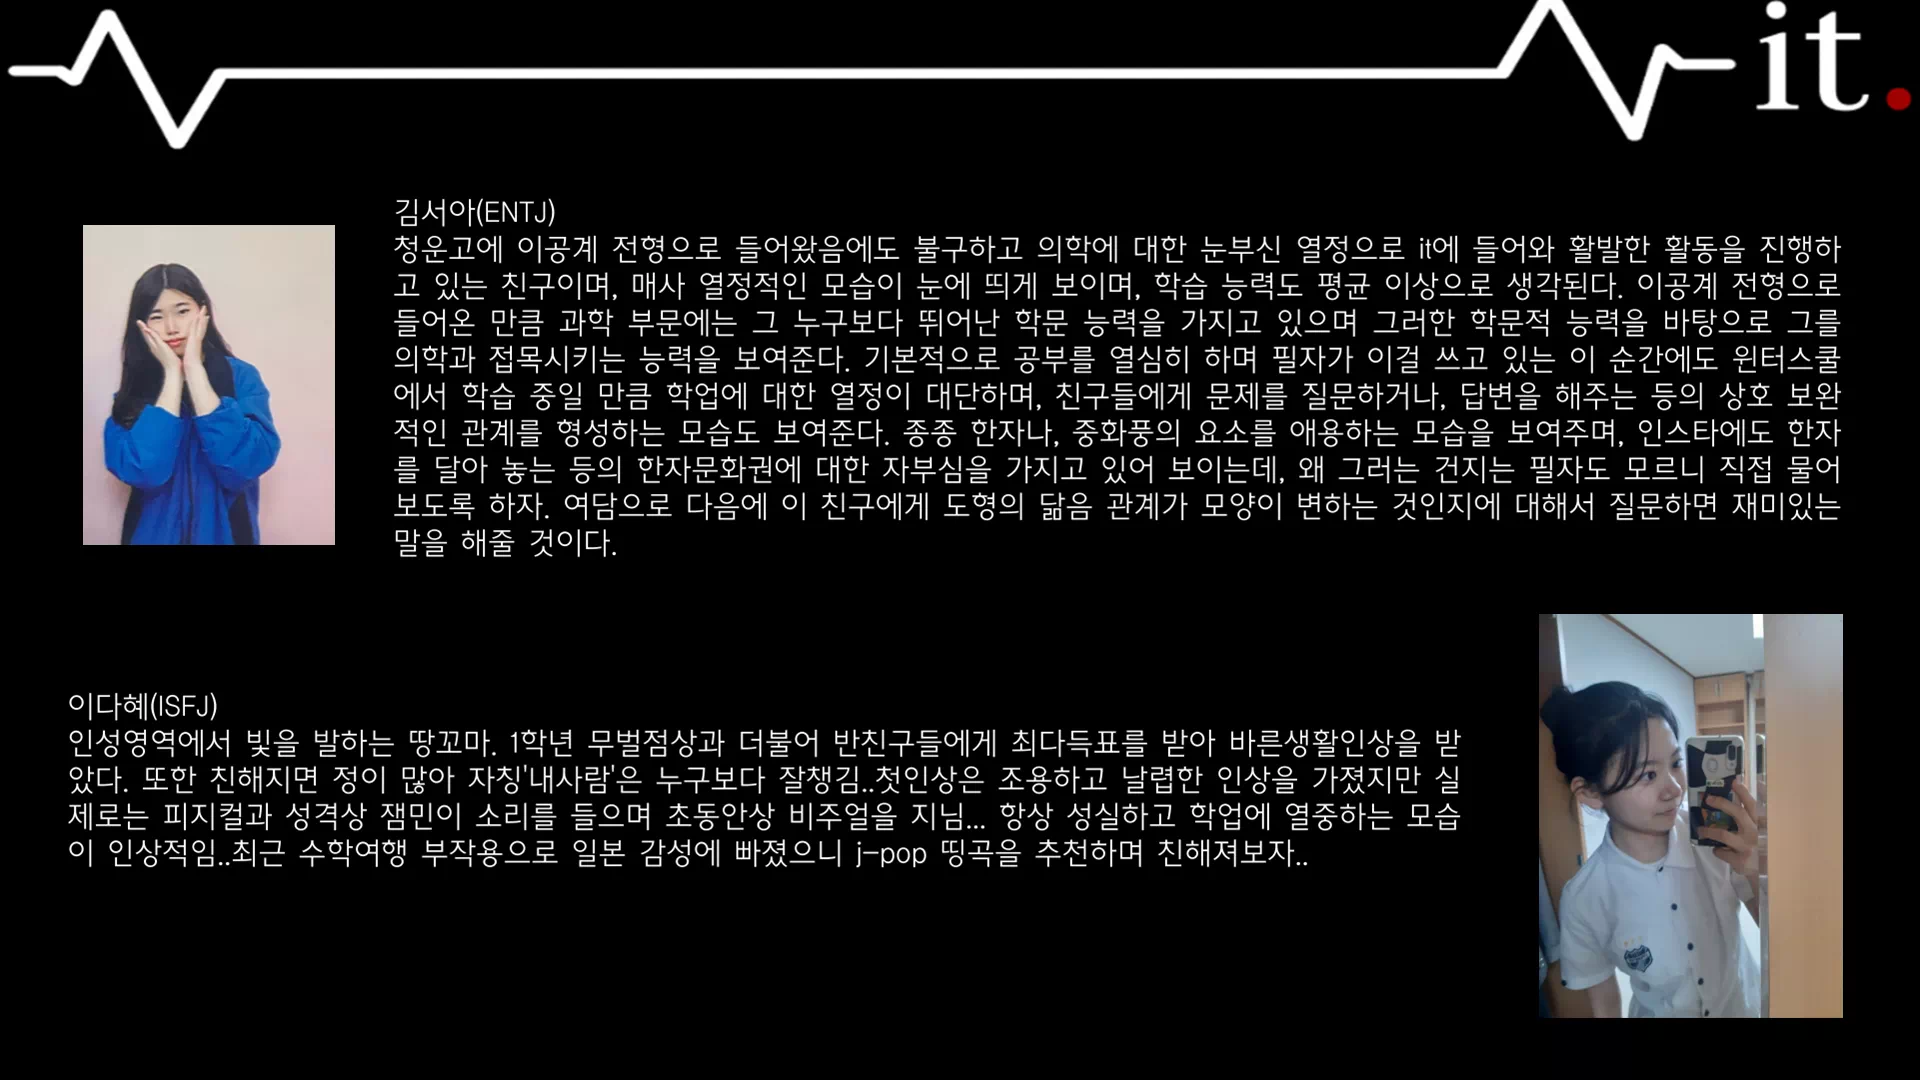 it.
김서아(ENTJ)
청운고에 이공계 전형으로 들어왔음에도 불구하고 의학에 대한 눈부신 열정으로 it에 들어와 활발한 활동을 진행하
고 있는 친구이며, 매사 열정적인 모습이 눈에 띄게 보이며, 학습 능력도 평균 이상으로 생각된다. 이공계 전형으로
들어온 만큼 과학 부문에는 그 누구보다 뛰어난 학문 능력을 가지고 있으며 그러한 학문적 능력을 바탕으로 그를
의학과 접목시키는 능력을 보여준다. 기본적으로 공부를 열심히 하며 필자가 이걸 쓰고 있는 이 순간에도 윈터스쿨
에서 학습 중일 만큼 학업에 대한 열정이 대단하며, 친구들에게 문제를 질문하거나, 답변을 해주는 등의 상호 보완
적인 관계를 형성하는 모습도 보여준다. 종종 한자나, 중화풍의 요소를 애용하는 모습을 보여주며, 인스타에도 한자
를 달아 놓는 등의 한자문화권에 대한 자부심을 가지고 있어 보이는데, 왜 그러는 건지는 필자도 모르니 직접 물어
보도록 하자. 여담으로 다음에 이 친구에게 도형의 닮음 관계가 모양이 변하는 것인지에 대해서 질문하면 재미있는
말을 해줄 것이다.
이다혜(ISFJ)
인성영역에서 빛을 발하는 땅꼬마. 1학년 무벌점상과 더불어 반친구들에게 최다득표를 받아 바른생활인상을 받
았다. 또한 친해지면 정이 많아 자칭'내사람'은 누구보다 잘챙김..첫인상은 조용하고 날렵한 인상을 가졌지만 실
제로는 피지컬과 성격상 잼민이 소리를 들으며 초동안상 비주얼을 지님... 항상 성실하고 학업에 열중하는 모습
이 인상적임..최근 수학여행 부작용으로 일본 감성에 빠졌으니 j-pop 띵곡을 추천하며 친해져보자..